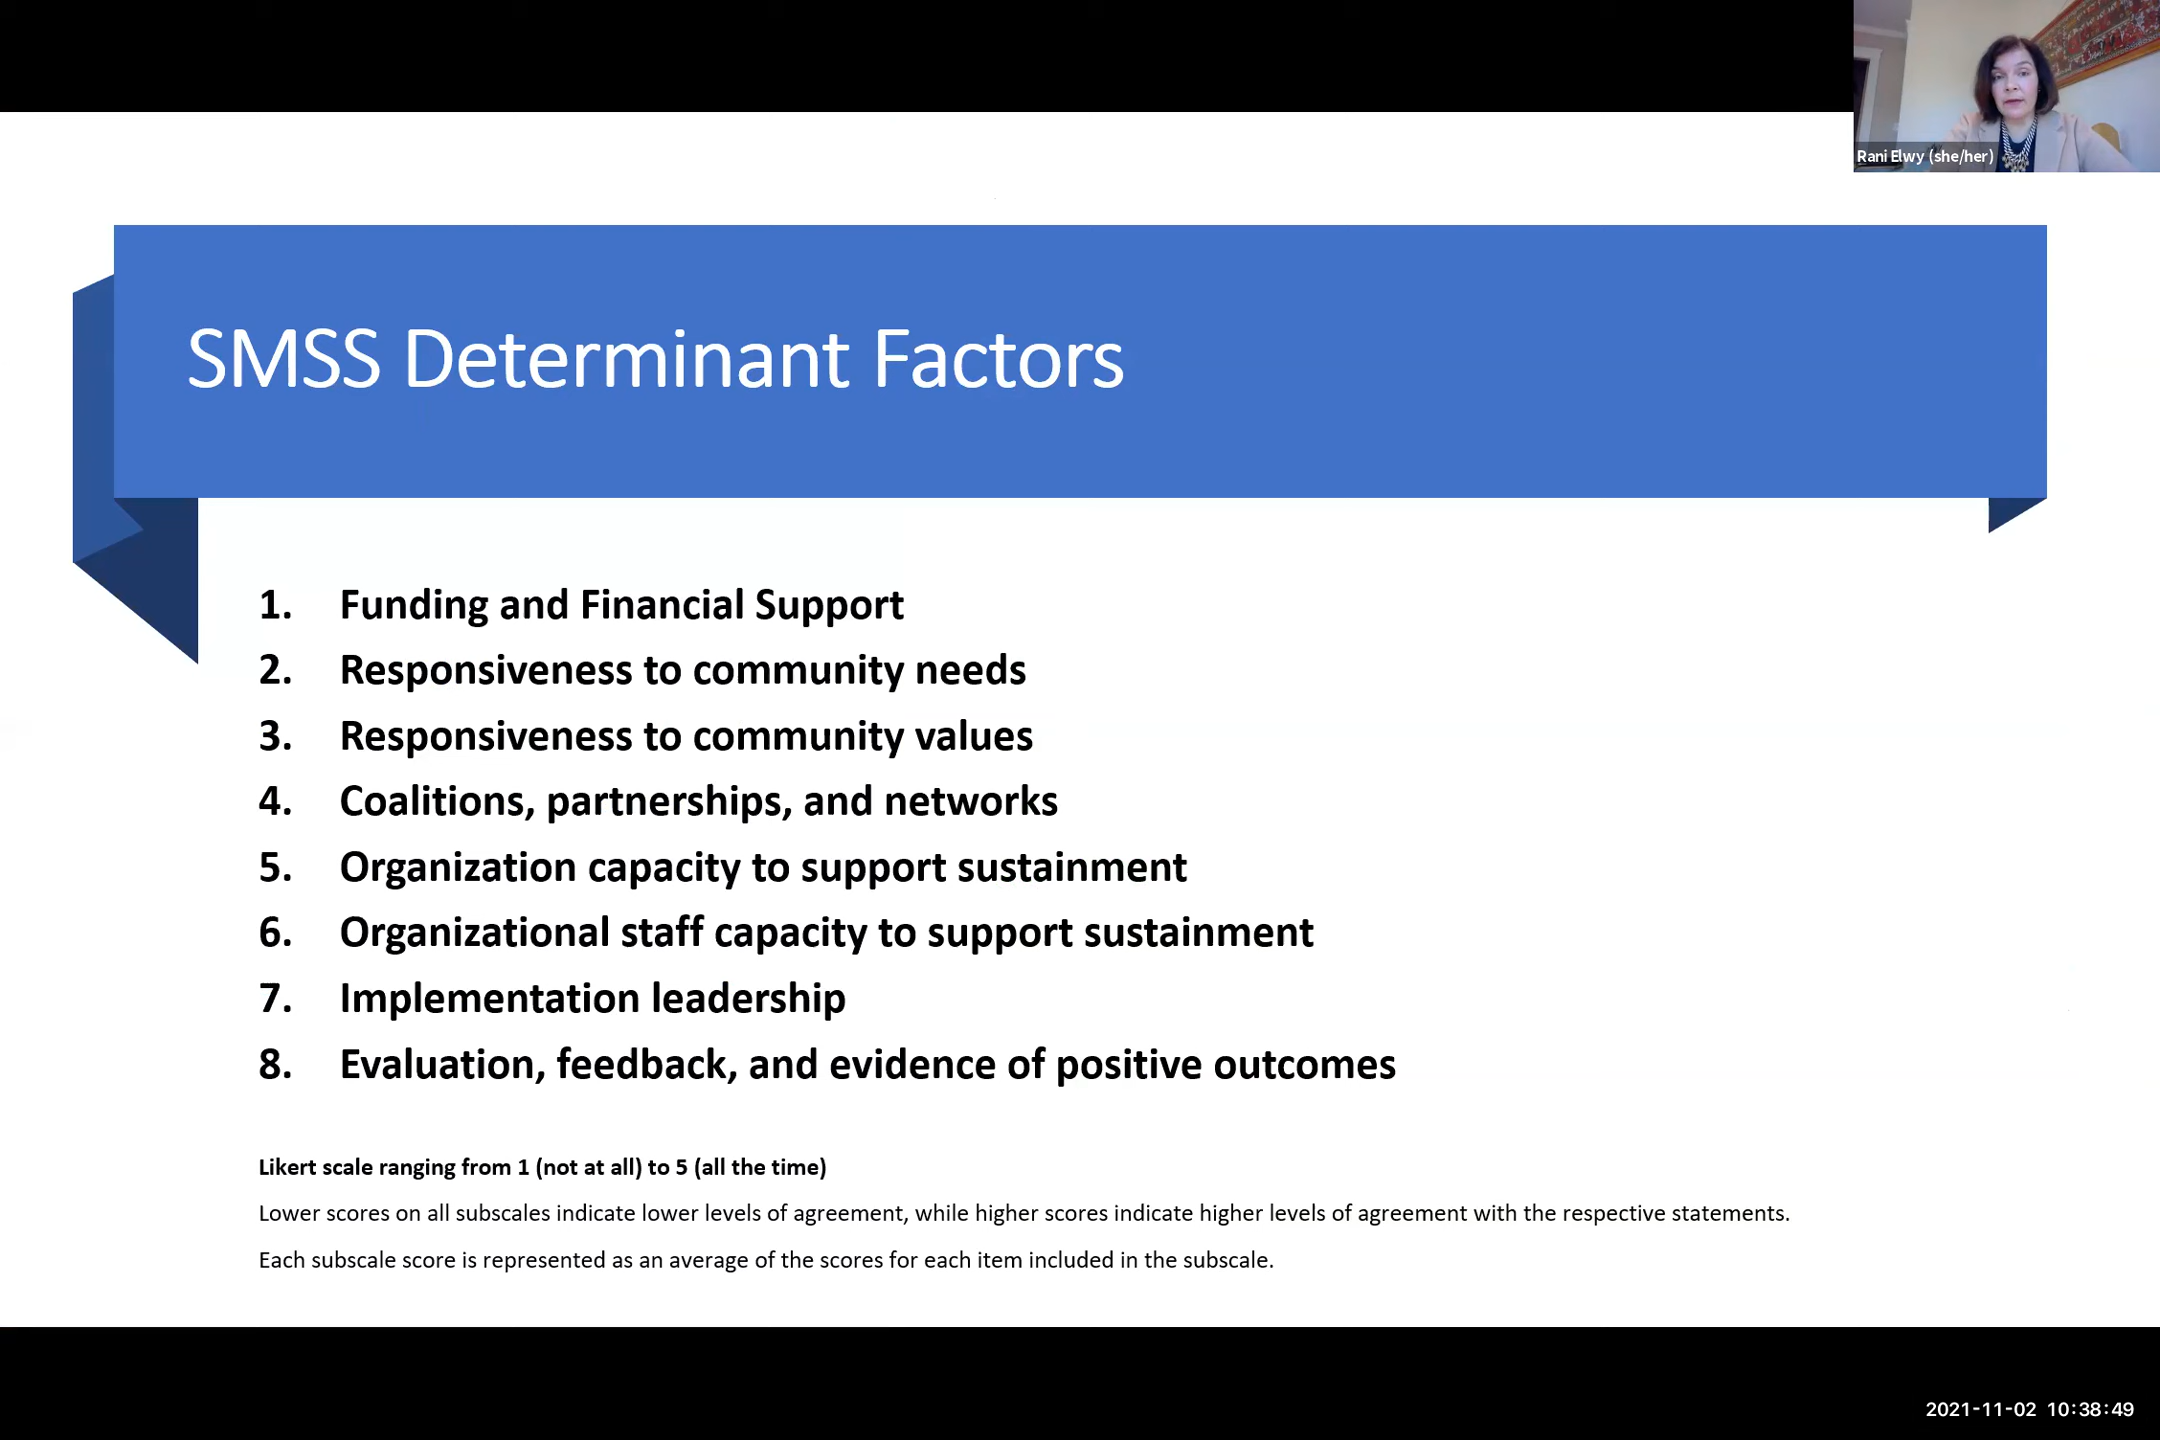 Rani Elwy (she/her)
SMSS Determinant Factors
1. Funding and Financial Support
2. Responsiveness to community needs
3. Responsiveness to community values
4. Coalitions, partnerships, and networks
5. Organization capacity to support sustainment
6. Organizational staff capacity to support sustainment
7. Implementation leadership
8. Evaluation, feedback, and evidence of positive outcomes
Likert scale ranging from 1 (not at all) to 5 (all the time)
Lower scores on all subscales indicate lower levels of agreement, while higher scores indicate higher levels of agreement with the respective statements.
Each subscale score is represented as an average of the scores for each item included in the subscale.
2021-11-02 10:38:49